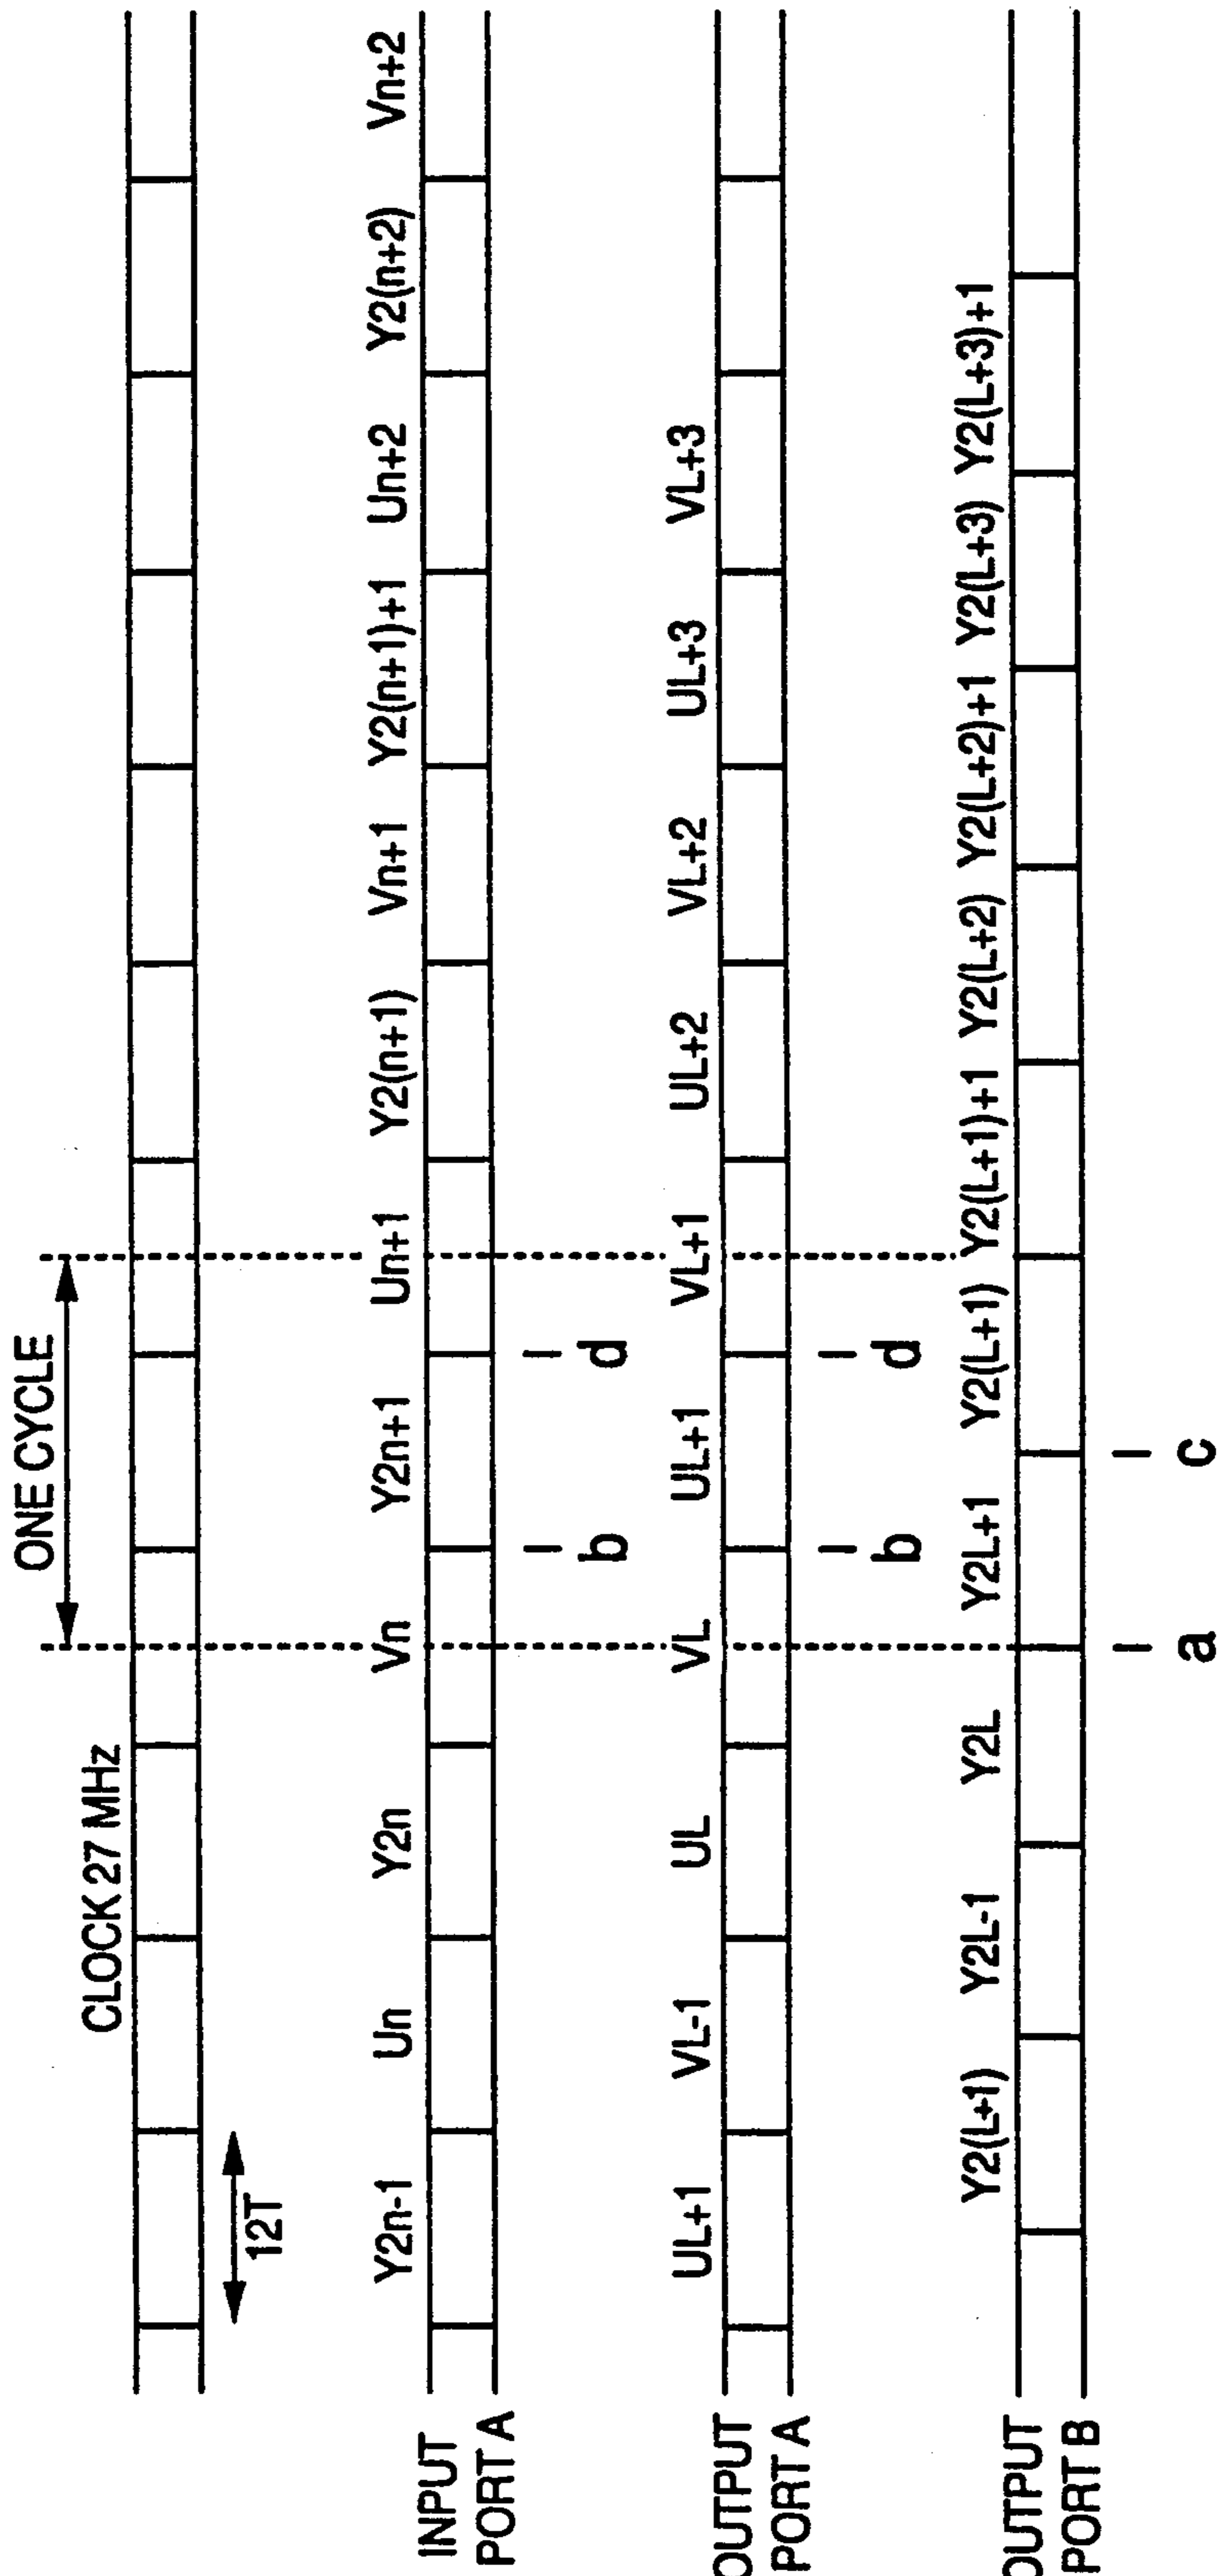 ONE CYCLE
CLOCK 27 MHz
12T
INPUT
PORT A
Y2n-1 Un Y2n Vn Y2n+1 Un+1 Y2(n+1) Vn+1 Y2(n+1)+1 Un+2 Y2(n+2) Vn+2
b d
OUTPUT
PORT A
UL+1 VL-1 UL VL UL+1 VL+1 UL+2 VL+2 UL+3 VL+3
b d
OUTPUT
PORT B
Y2(L+1) Y2L-1 Y2L Y2L+1 Y2(L+1) Y2(L+1)+1 Y2(L+2) Y2(L+2)+1 Y2(L+3) Y2(L+3)+1
a c